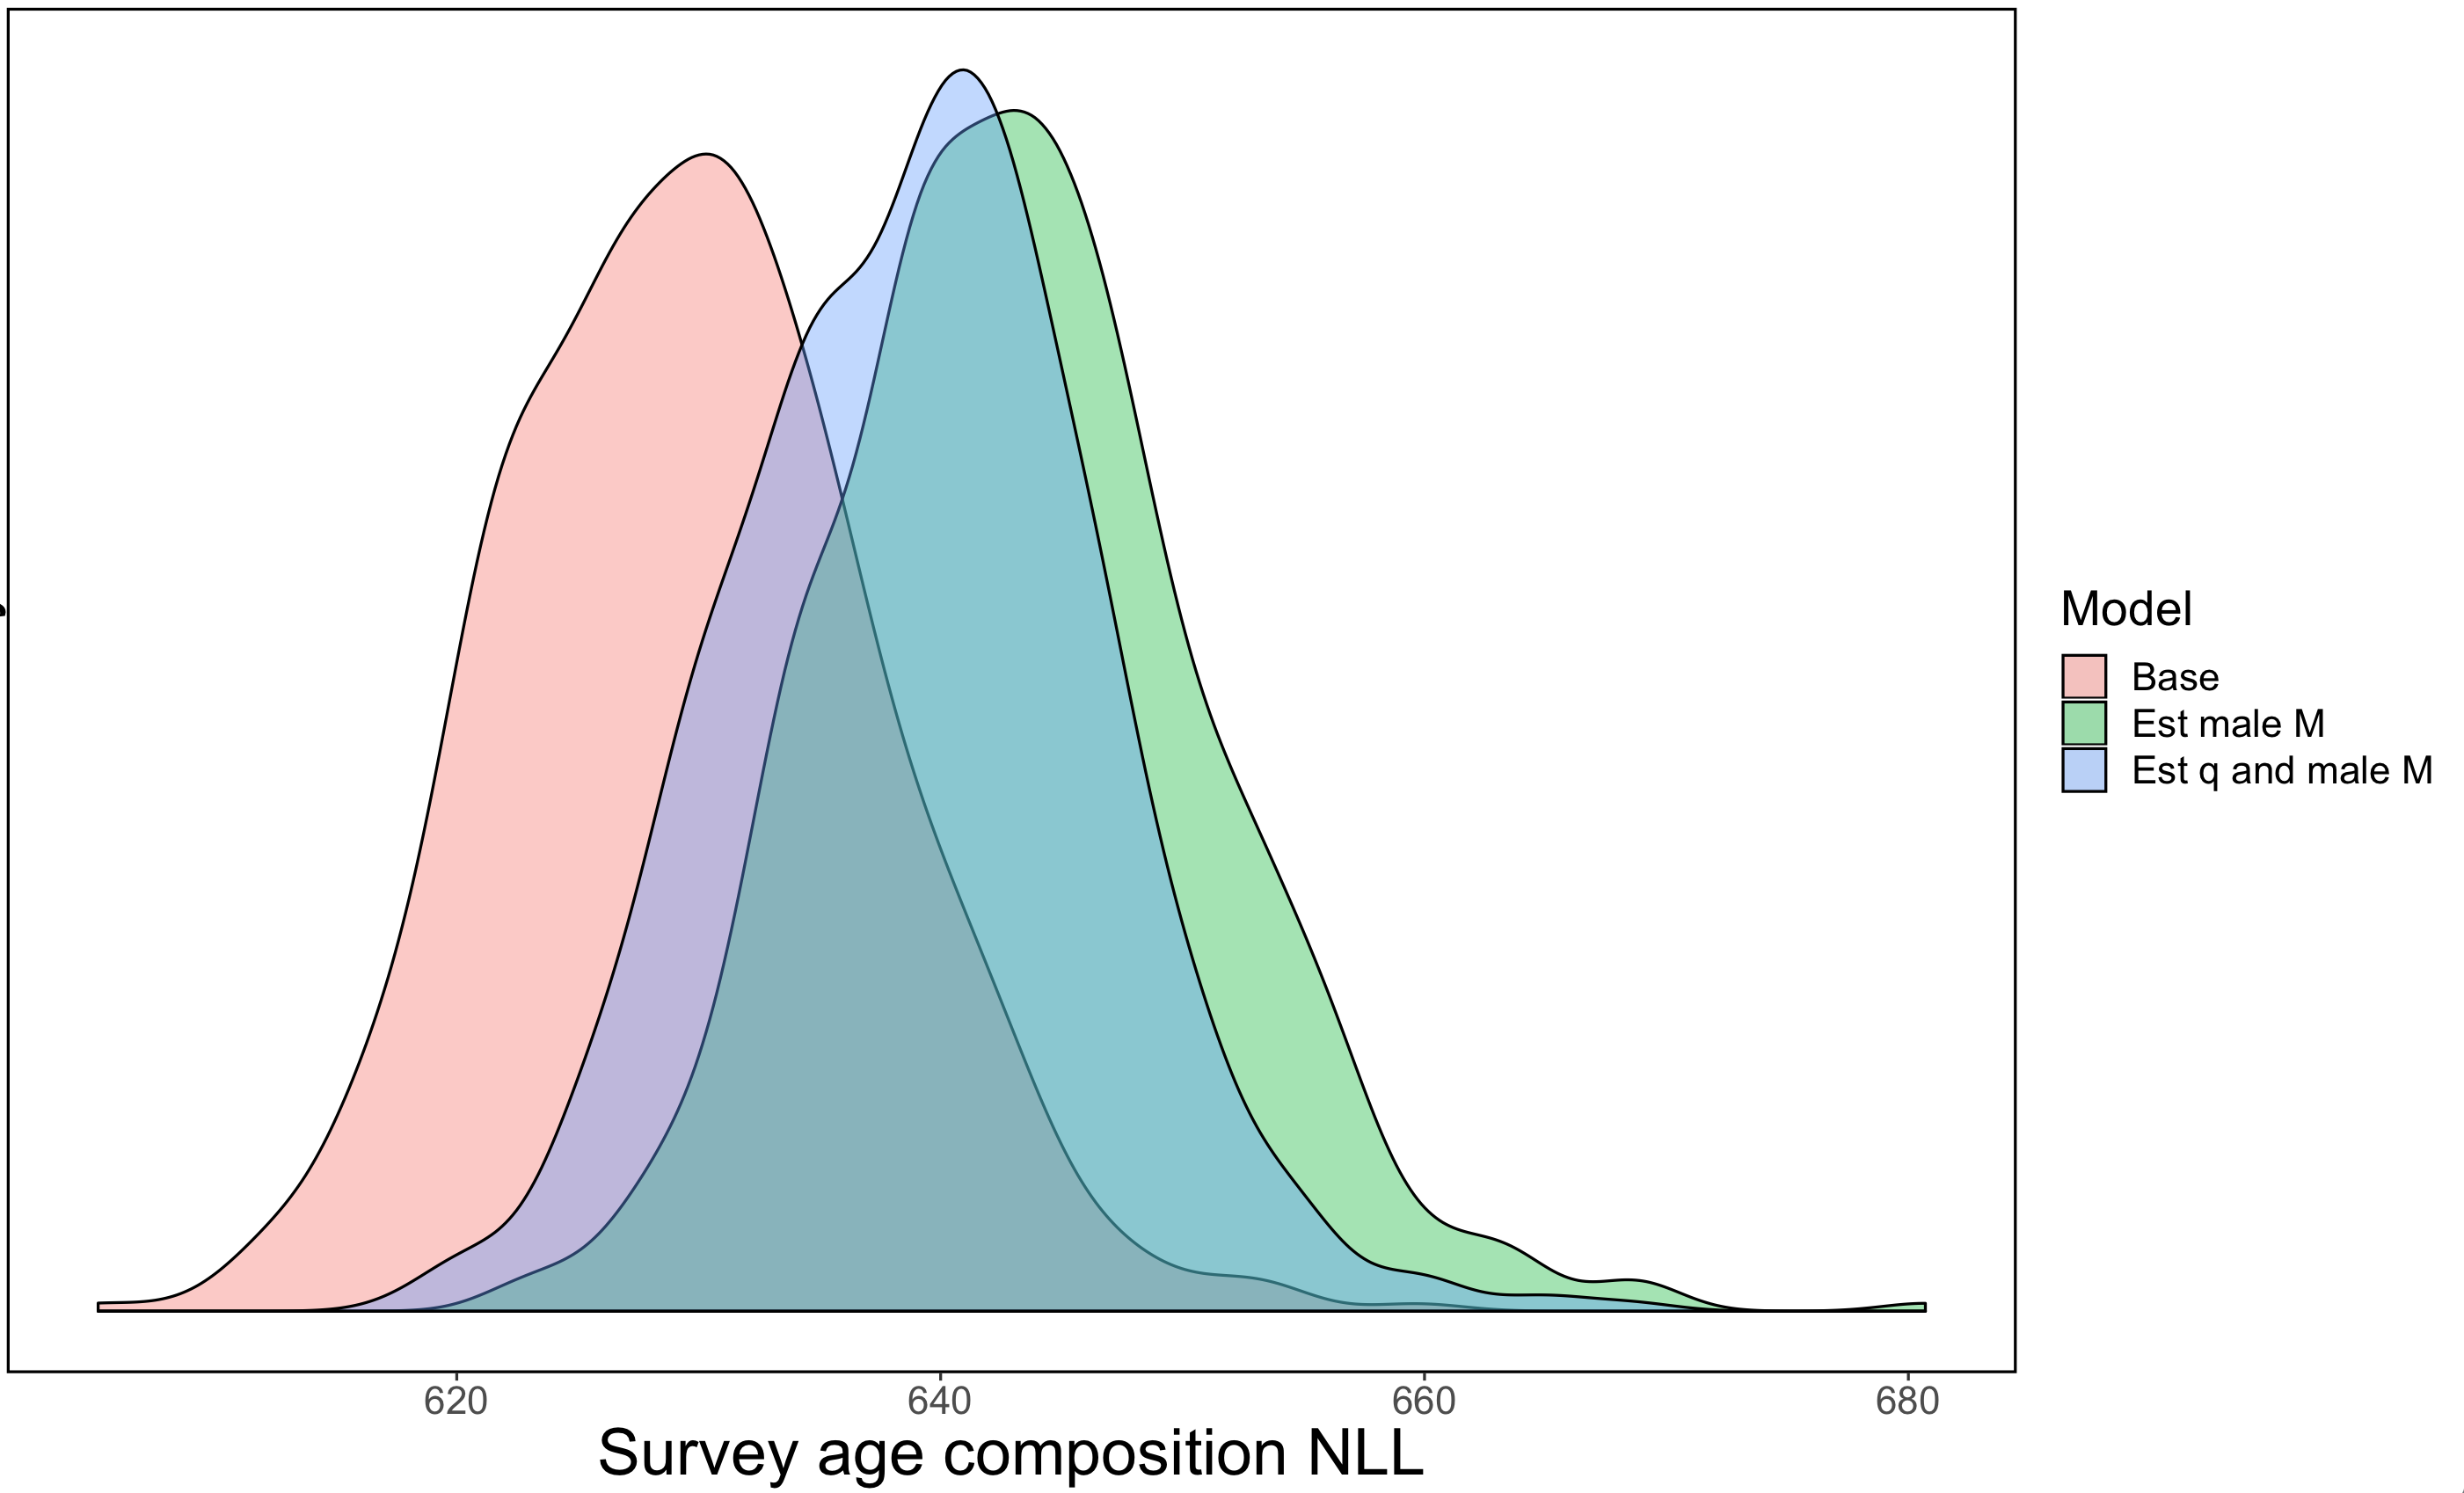 Model
Base
Est male M
Est q and male M
620 640 660 680
Survey age composition NLL